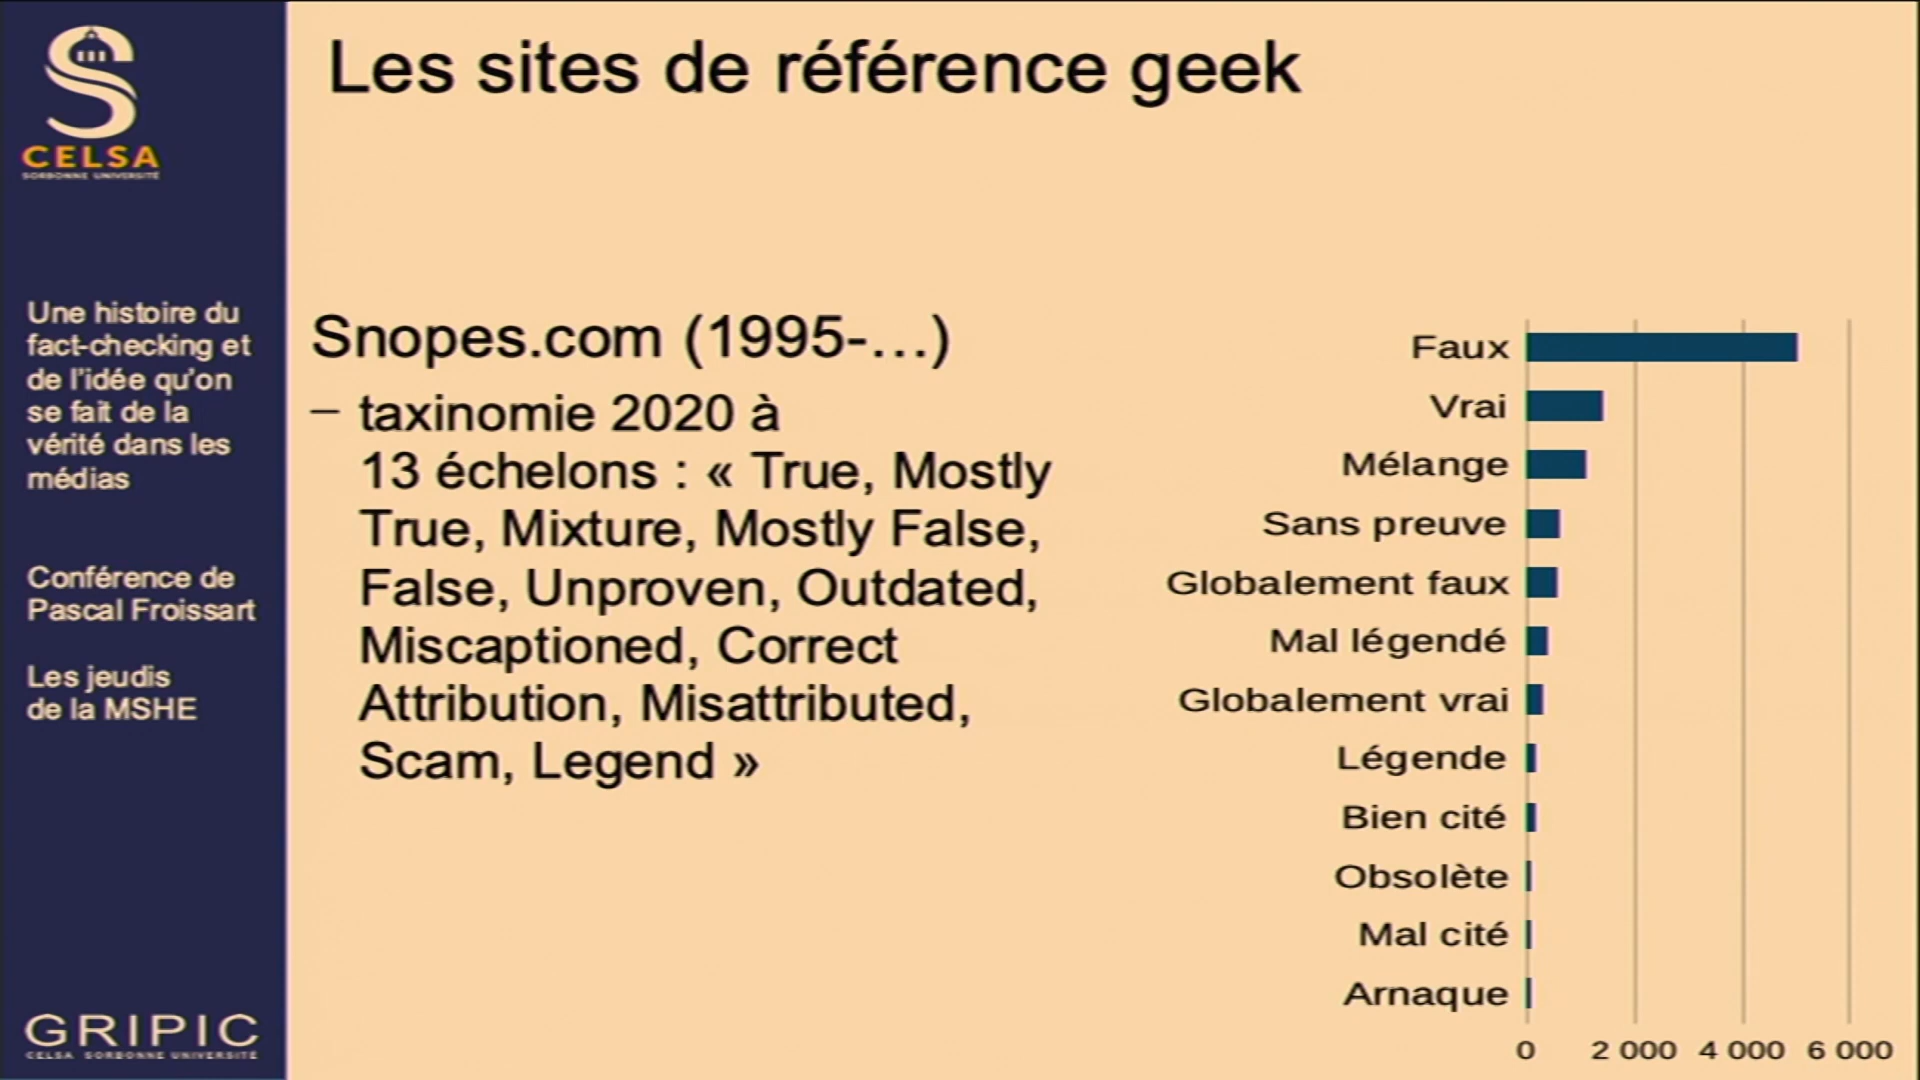 Les sites de référence geek
CELSA
SORBONNE UNIVERSITÉ
Une histoire du
fact-checking et
de l'idée qu'on
se fait de la
vérité dans les
médias
Conférence de
Pascal Froissart
Les jeudis
de la MSHE
GRIPIC
CELSA SORBONNE UNIVERSITÉ
Snopes.com (1995-…)
– taxinomie 2020 à
13 échelons : « True, Mostly
True, Mixture, Mostly False,
False, Unproven, Outdated,
Miscaptioned, Correct
Attribution, Misattributed,
Scam, Legend »
Faux
Vrai
Mélange
Sans preuve
Globalement faux
Mal légendé
Globalement vrai
Légende
Bien cité
Obsolète
Mal cité
Arnaque
0 2 000 4 000 6 000